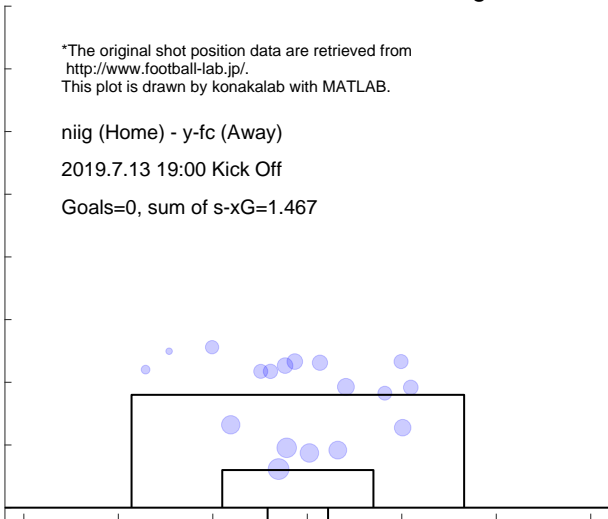 *The original shot position data are retrieved from
http://www.football-lab.jp/.
This plot is drawn by konakalab with MATLAB.
niig (Home) - y-fc (Away)
2019.7.13 19:00 Kick Off
Goals=0, sum of s-xG=1.467